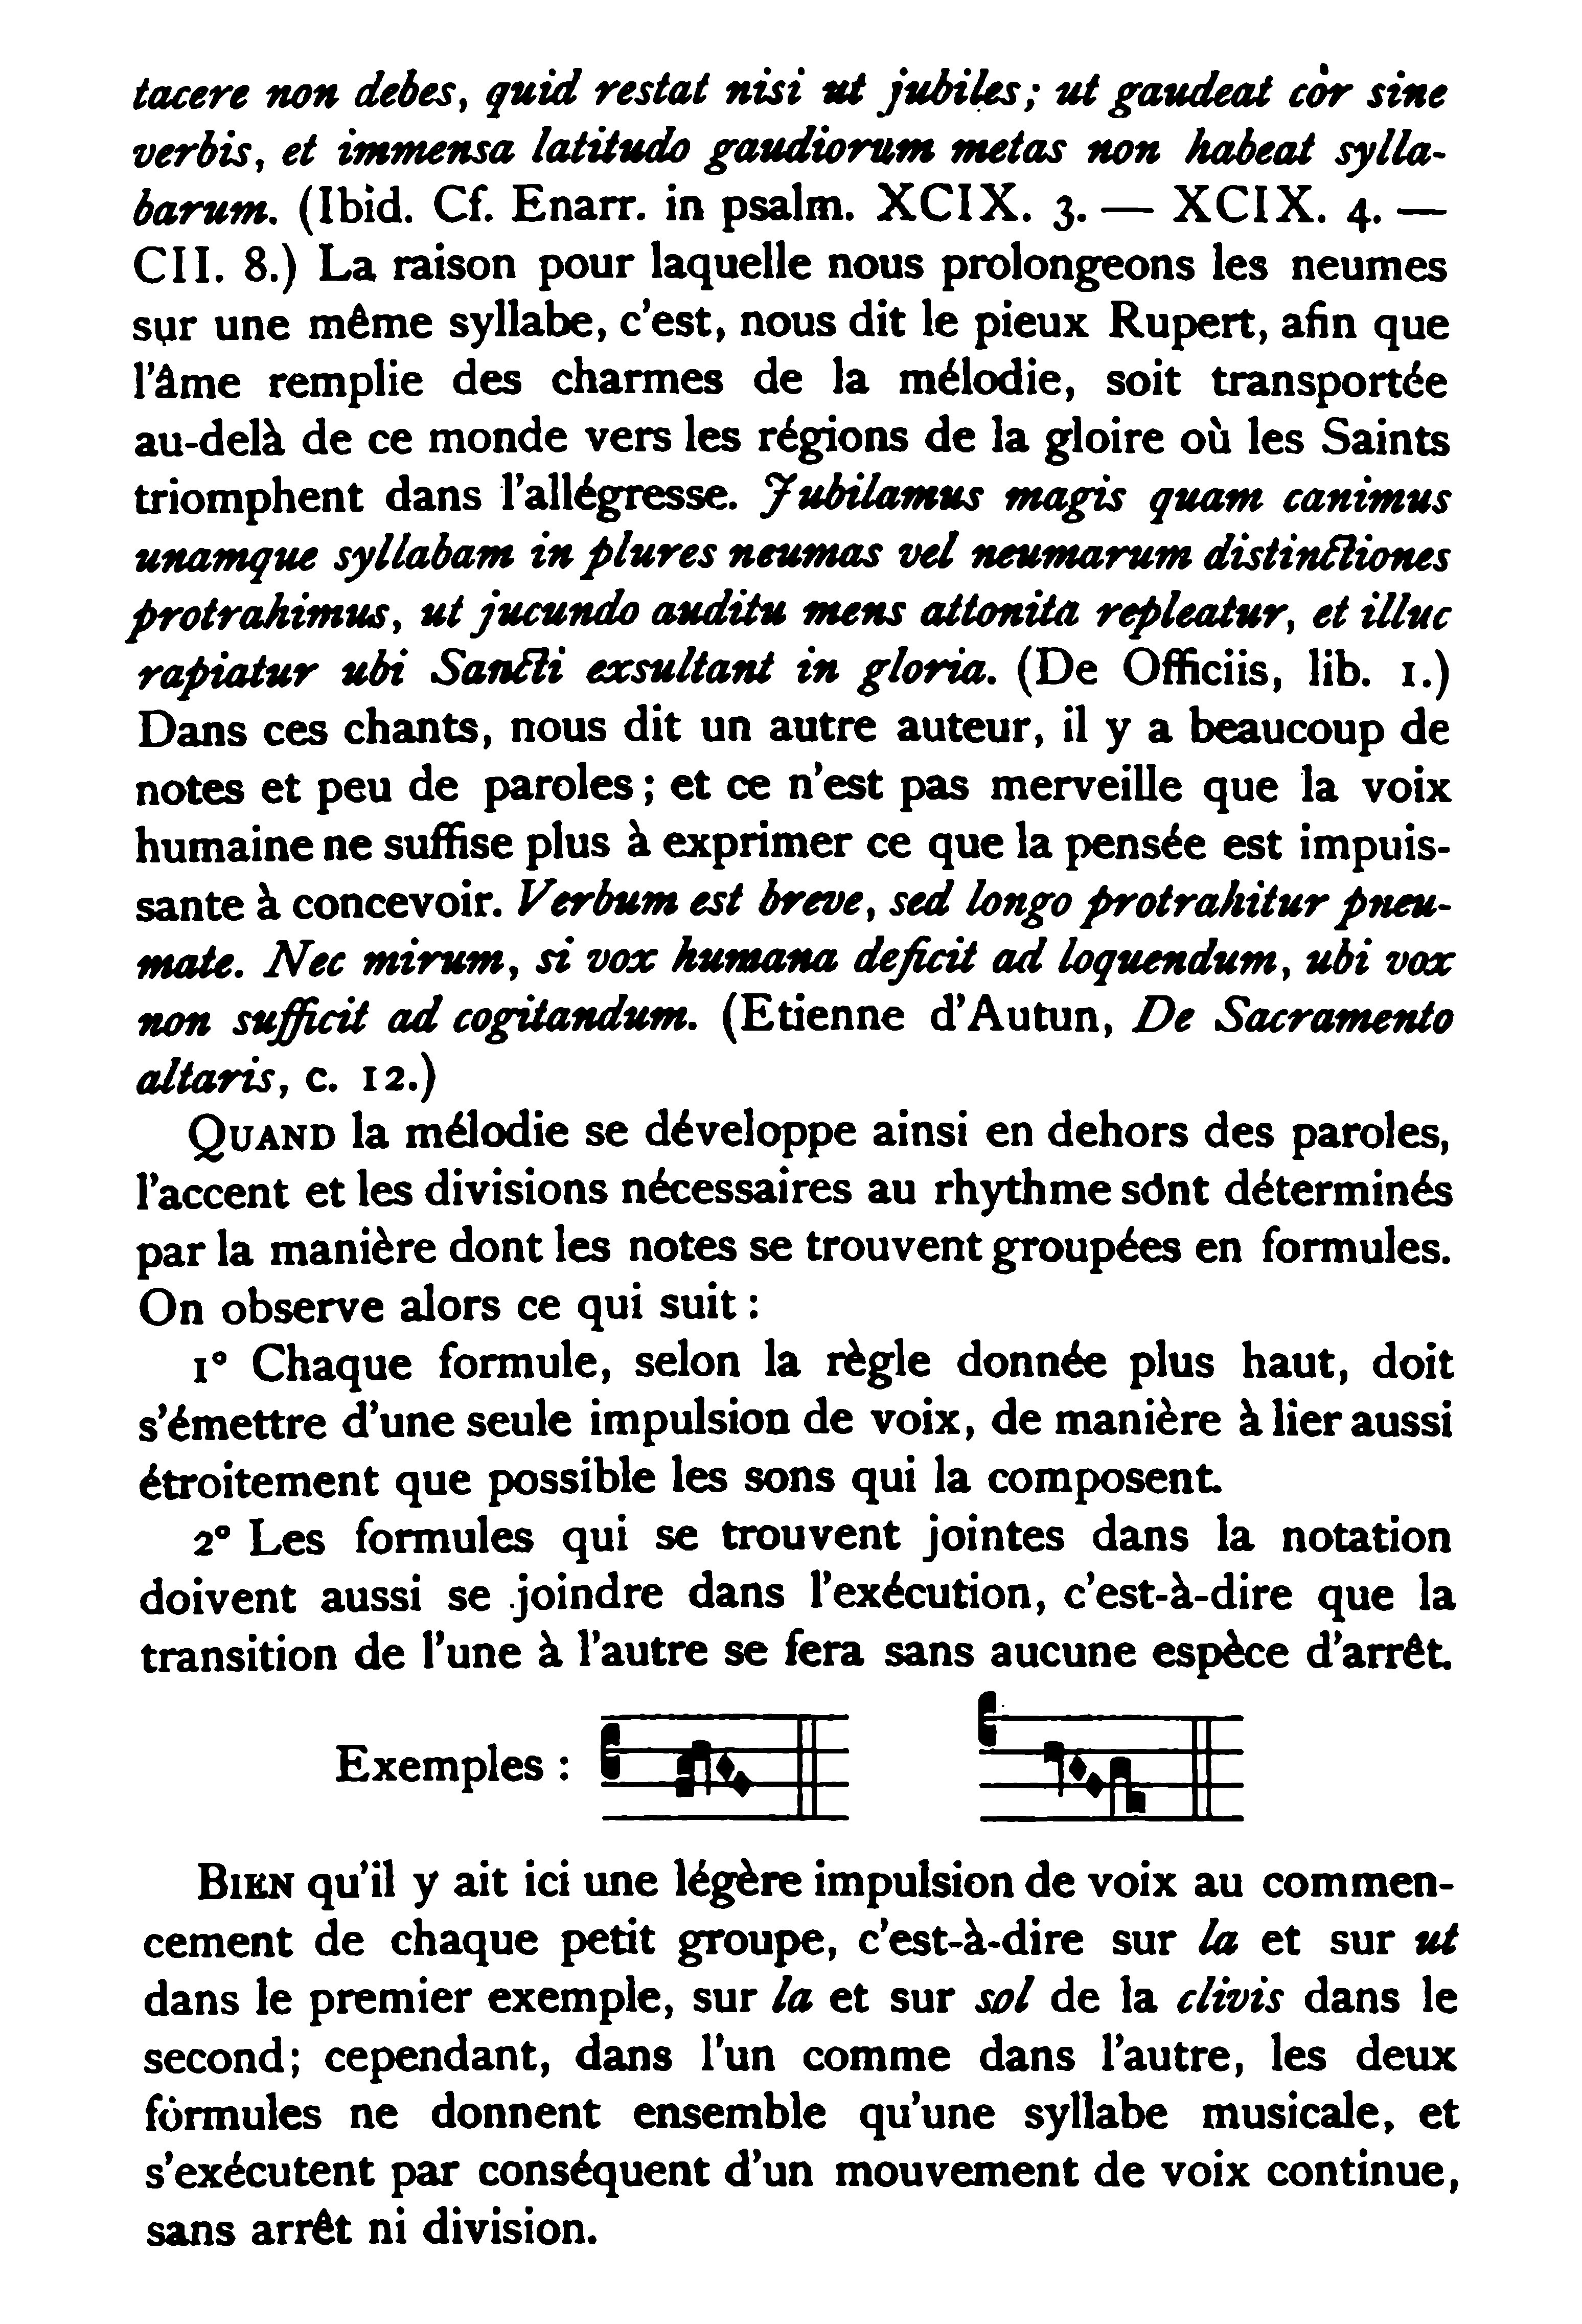 tacere non debes, quid restat nisi ut jubiles; ut gaudeat cor sine
verbis, et immensa latitudo gaudiorum metas non habeat sylla-
barum. (Ibid. Cf. Enarr. in psalm. XCIX. 3. — XCIX. 4. —
CII. 8.) La raison pour laquelle nous prolongeons les neumes
sur une même syllabe, c'est, nous dit le pieux Rupert, afin que
l'âme remplie des charmes de la mélodie, soit transportée
au-delà de ce monde vers les régions de la gloire où les Saints
triomphent dans l'allégresse. Jubilamus magis quam canimus
unamque syllabam in plures neumas vel neumarum distinctiones
protrahimus, ut jucundo auditu mens attonita repleatur, et illuc
rapiatur ubi Sancti exsultant in gloria. (De Officiis, lib. 1.)
Dans ces chants, nous dit un autre auteur, il y a beaucoup de
notes et peu de paroles ; et ce n'est pas merveille que la voix
humaine ne suffise plus à exprimer ce que la pensée est impuis-
sante à concevoir. Verbum est breve, sed longo protrahitur pneu-
mate. Nec mirum, si vox humana deficit ad loquendum, ubi vox
non sufficit ad cogitandum. (Etienne d'Autun, De Sacramento
altaris, c. 12.)
QUAND la mélodie se développe ainsi en dehors des paroles,
l'accent et les divisions nécessaires au rhythme sont déterminés
par la manière dont les notes se trouvent groupées en formules.
On observe alors ce qui suit :
1° Chaque formule, selon la règle donnée plus haut, doit
s'émettre d'une seule impulsion de voix, de manière à lier aussi
étroitement que possible les sons qui la composent.
2° Les formules qui se trouvent jointes dans la notation
doivent aussi se joindre dans l'exécution, c'est-à-dire que la
transition de l'une à l'autre se fera sans aucune espèce d'arrêt.
Exemples :
BIEN qu'il y ait ici une légère impulsion de voix au commen-
cement de chaque petit groupe, c'est-à-dire sur la et sur ut
dans le premier exemple, sur la et sur sol de la clivis dans le
second; cependant, dans l'un comme dans l'autre, les deux
formules ne donnent ensemble qu'une syllabe musicale, et
s'exécutent par conséquent d'un mouvement de voix continue,
sans arrêt ni division.